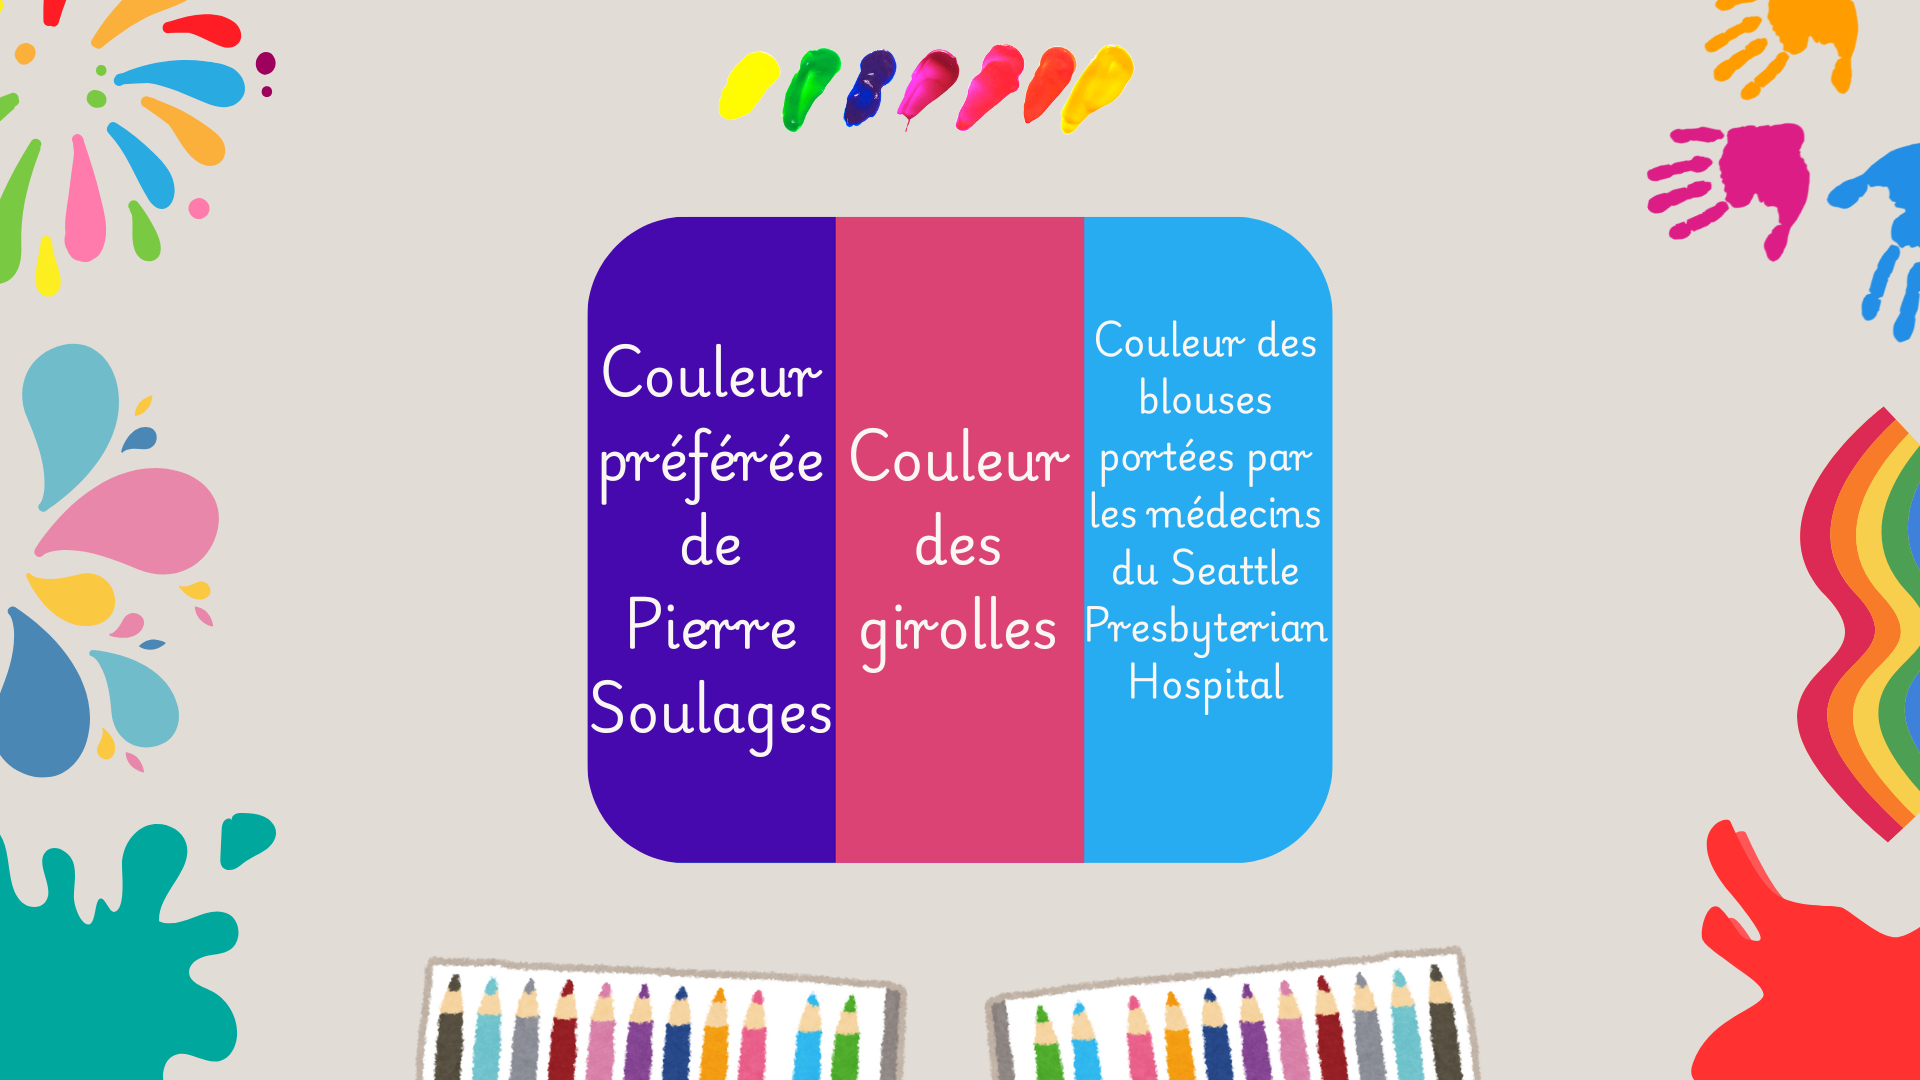 Couleur
préférée
de
Pierre
Soulages
Couleur
des
girolles
Couleur des
blouses
portées par
les médecins
du Seattle
Presbyterian
Hospital